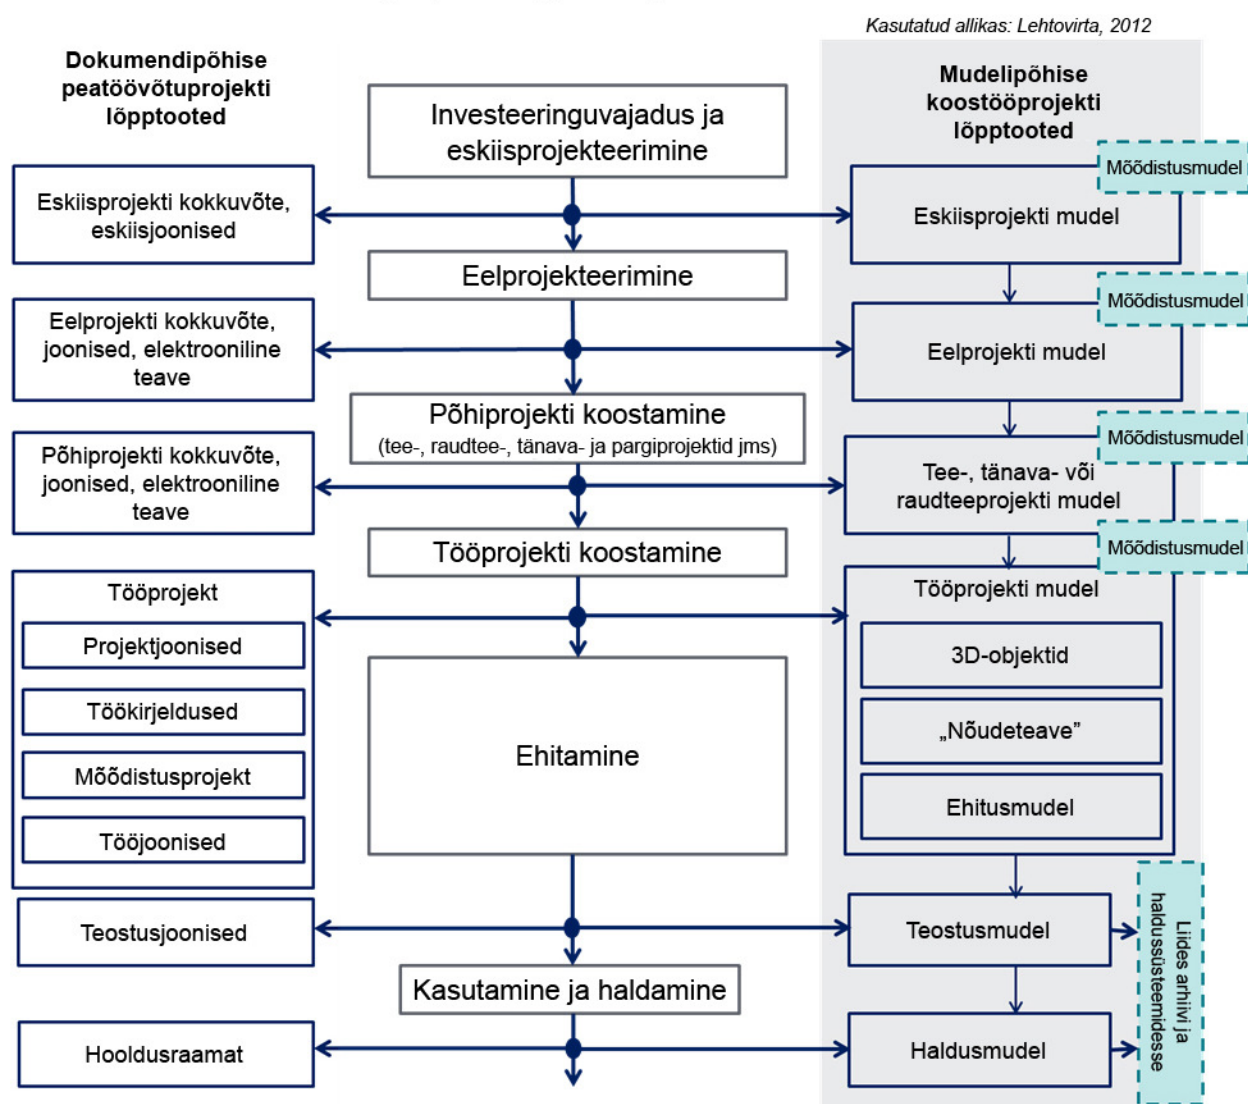 Kasutatud allikas: Lehtovirta, 2012
Dokumendipõhise
peatöövõtuprojekti
lõpptooted
Investeeringuvajadus ja
eskiisprojekteerimine
Mudelipõhise
koostööprojekti
lõpptooted
Mõõdistusmudel
Eskiisprojekti kokkuvõte,
eskiisjoonised
Eskiisprojekti mudel
Eelprojekteerimine
Mõõdistusmudel
Eelprojekti kokkuvõte,
joonised, elektrooniline
teave
Eelprojekti mudel
Põhiprojekti koostamine
(tee-, raudtee-, tänava- ja pargiprojektid jms)
Mõõdistusmudel
Põhiprojekti kokkuvõte,
joonised, elektrooniline
teave
Tee-, tänava- või
raudteeprojekti mudel
Tööprojekti koostamine
Mõõdistusmudel
Tööprojekt
Projektjoonised
Töökirjeldused
Mõõdistusprojekt
Tööjoonised
Ehitamine
Tööprojekti mudel
3D-objektid
„Nõudeteave”
Ehitusmudel
Teostusjoonised
Teostusmudel
Liides arhiivi ja
haldussüsteemidesse
Kasutamine ja haldamine
Hooldusraamat
Haldusmudel